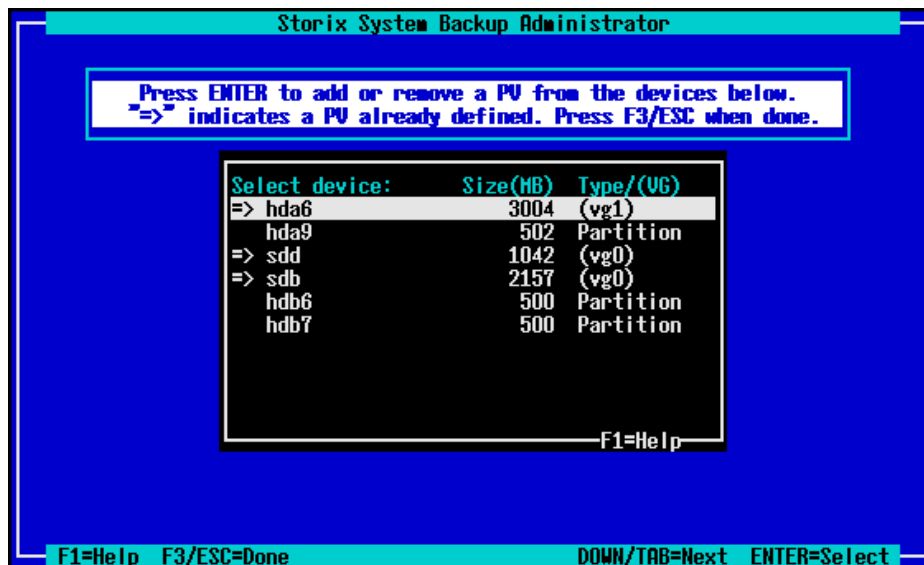 Storix System Backup Administrator
Press ENTER to add or remove a PV from the devices below.
"=>" indicates a PV already defined. Press F3/ESC when done.
Select device: Size(MB) Type/(VG)
=> hda6 3004 (vg1)
hda9 502 Partition
=> sdd 1042 (vg0)
=> sdb 2157 (vg0)
hdb6 500 Partition
hdb7 500 Partition
F1=Help
F1=Help F3/ESC=Done DOWN/TAB=Next ENTER=Select